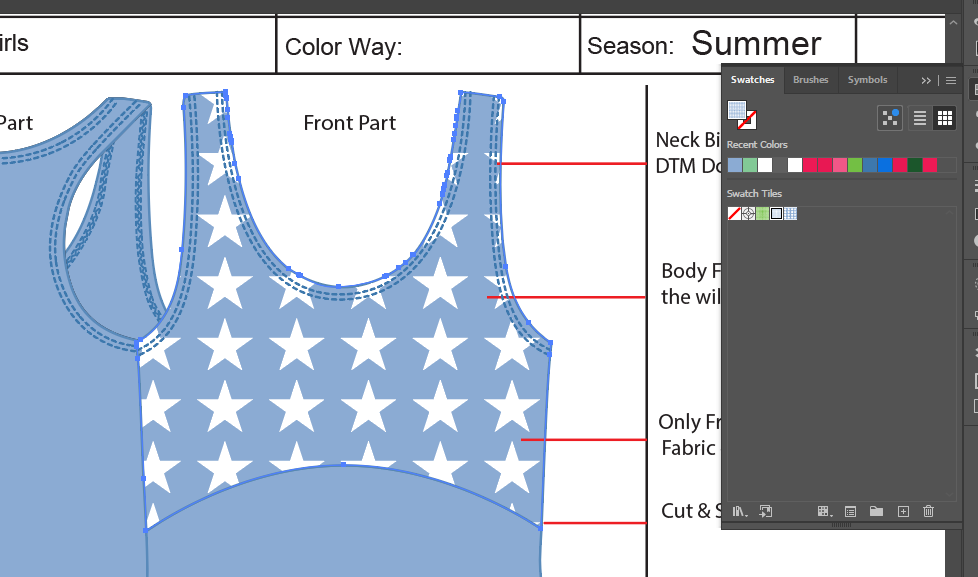 irls
Color Way:
Season: Summer
Part
Front Part
Neck Bi
DTM Do
Body F
the wil
Only Fr
Fabric
Cut & S
Swatches
Brushes
Symbols
Recent Colors
Swatch Tiles